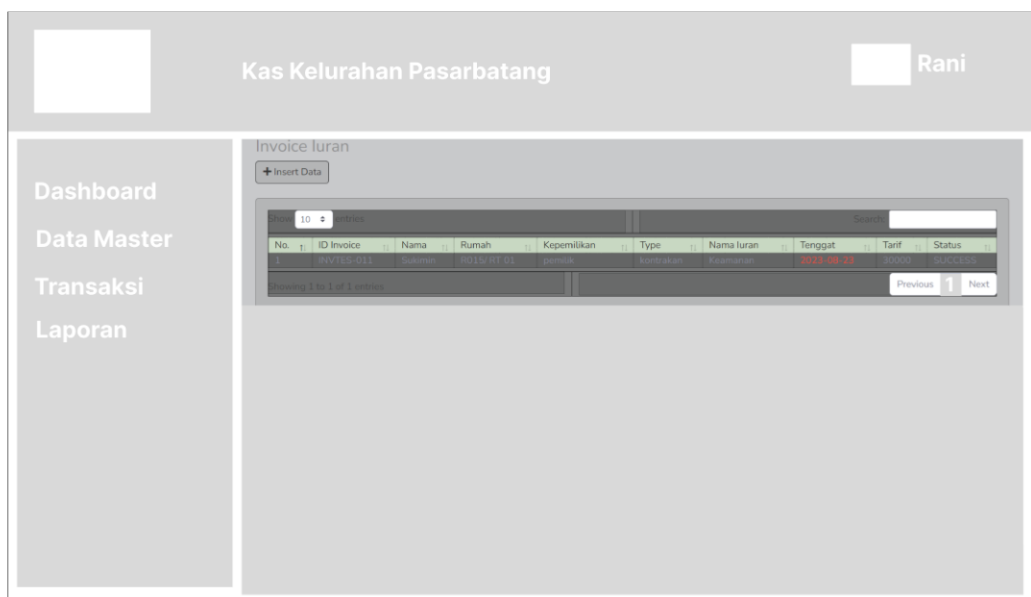 Kas Kelurahan Pasarbatang
Rani
Dashboard
Data Master
Transaksi
Laporan
Invoice Iuran
+ Insert Data
Show 10 entries
Search:
No. ID Invoice Nama Rumah Kepemilikan Type Nama Iuran Tenggat Tarif Status
1 INVTES-011 Sukimin R015/ RT 01 pemilik kontrakan Keamanan 2023-08-23 30000 SUCCESS
Showing 1 to 1 of 1 entries
Previous 1 Next